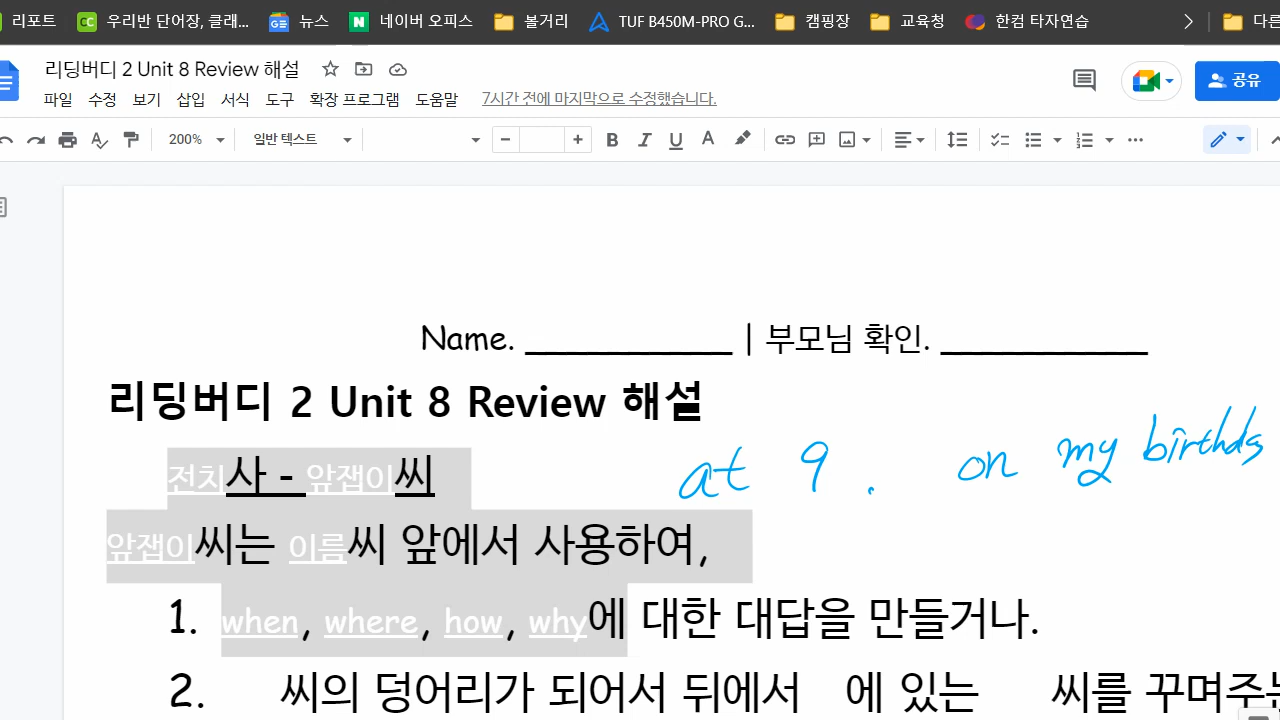 리포트 우리반 단어장, 클래... 뉴스 네이버 오피스 볼거리 TUF B450M-PRO G... 캠핑장 교육청 한컴 타자연습 다른
리딩버디 2 Unit 8 Review 해설
공유
파일 수정 보기 삽입 서식 도구 확장 프로그램 도움말 7시간 전에 마지막으로 수정했습니다.
200% 일반 텍스트
Name. __________ | 부모님 확인. __________
리딩버디 2 Unit 8 Review 해설
전치사 - 앞잽이씨
at 9. on my birthday
앞잽이씨는 이름씨 앞에서 사용하여,
1. when, where, how, why에 대한 대답을 만들거나.
2. 씨의 덩어리가 되어서 뒤에서 에 있는 씨를 꾸며주는